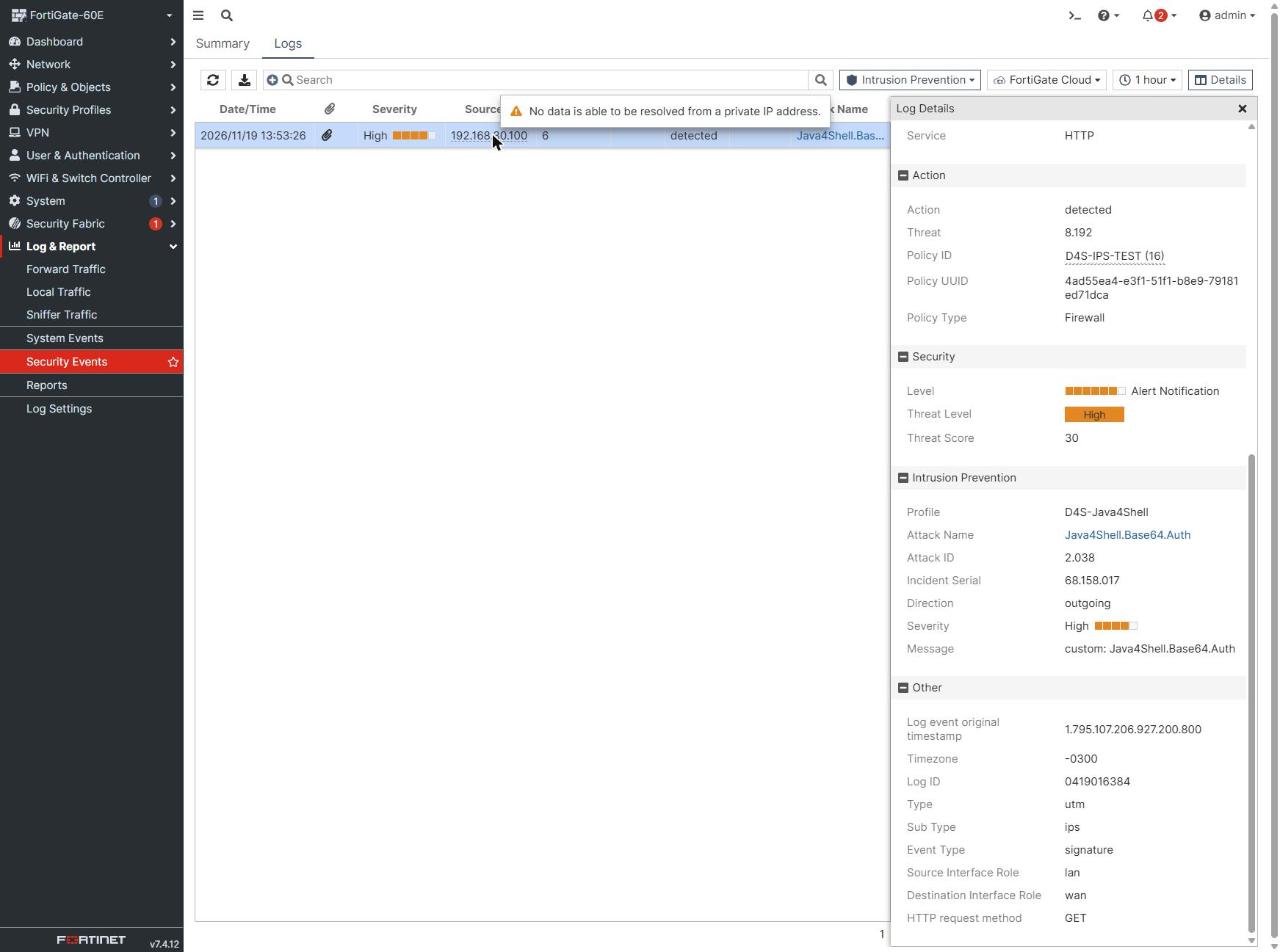 FortiGate-60E
2
admin
Dashboard
Network
Policy & Objects
Security Profiles
VPN
User & Authentication
WiFi & Switch Controller
System 1
Security Fabric 1
Log & Report
Forward Traffic
Local Traffic
Sniffer Traffic
System Events
Security Events
Reports
Log Settings
FORTINET v7.4.12
Summary Logs
Search Intrusion Prevention FortiGate Cloud 1 hour Details
Date/Time Severity Source k Name
No data is able to be resolved from a private IP address.
2026/11/19 13:53:26 High 192.168.30.100 6 detected Java4Shell.Bas...
1
Log Details
Service HTTP
Action
Action detected
Threat 8.192
Policy ID D4S-IPS-TEST (16)
Policy UUID 4ad55ea4-e3f1-51f1-b8e9-79181
ed71dca
Policy Type Firewall
Security
Level Alert Notification
Threat Level High
Threat Score 30
Intrusion Prevention
Profile D4S-Java4Shell
Attack Name Java4Shell.Base64.Auth
Attack ID 2.038
Incident Serial 68.158.017
Direction outgoing
Severity High
Message custom: Java4Shell.Base64.Auth
Other
Log event original
timestamp 1.795.107.206.927.200.800
Timezone -0300
Log ID 0419016384
Type utm
Sub Type ips
Event Type signature
Source Interface Role lan
Destination Interface Role wan
HTTP request method GET